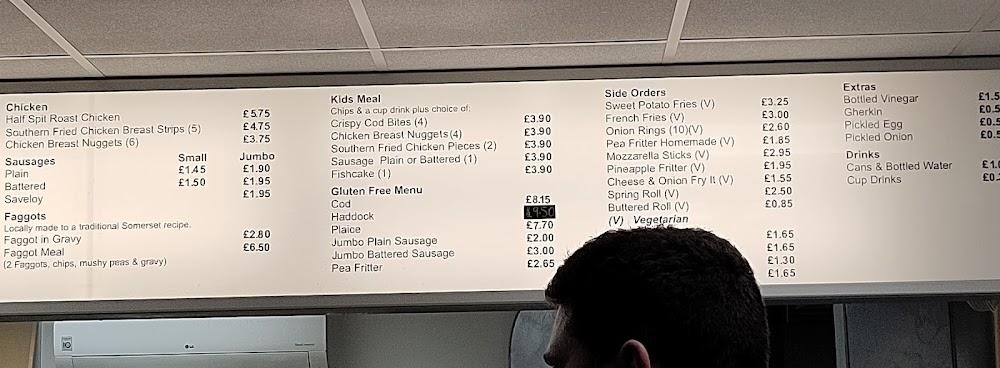 Chicken
Half Spit Roast Chicken £5.75
Southern Fried Chicken Breast Strips (5) £4.75
Chicken Breast Nuggets (6) £3.75
Sausages Small Jumbo
Plain £1.45 £1.90
Battered £1.50 £1.95
Saveloy £1.95
Faggots
Locally made to a traditional Somerset recipe.
Faggot in Gravy £2.80
Faggot Meal £6.50
(2 Faggots, chips, mushy peas & gravy)
Kids Meal
Chips & a cup drink plus choice of:
Crispy Cod Bites (4) £3.90
Chicken Breast Nuggets (4) £3.90
Southern Fried Chicken Pieces (2) £3.90
Sausage Plain or Battered (1) £3.90
Fishcake (1) £3.90
Gluten Free Menu
Cod £8.15
Haddock £9.50
Plaice £7.70
Jumbo Plain Sausage £2.00
Jumbo Battered Sausage £3.00
Pea Fritter £2.65
Side Orders
Sweet Potato Fries (V) £3.25
French Fries (V) £3.00
Onion Rings (10)(V) £2.60
Pea Fritter Homemade (V) £1.85
Mozzarella Sticks (V) £2.95
Pineapple Fritter (V) £1.95
Cheese & Onion Fry It (V) £1.55
Spring Roll (V) £2.50
Buttered Roll (V) £0.85
(V) Vegetarian
£1.65
£1.65
£1.30
£1.65
Extras
Bottled Vinegar
Gherkin
Pickled Egg
Pickled Onion
Drinks
Cans & Bottled Water
Cup Drinks
LG